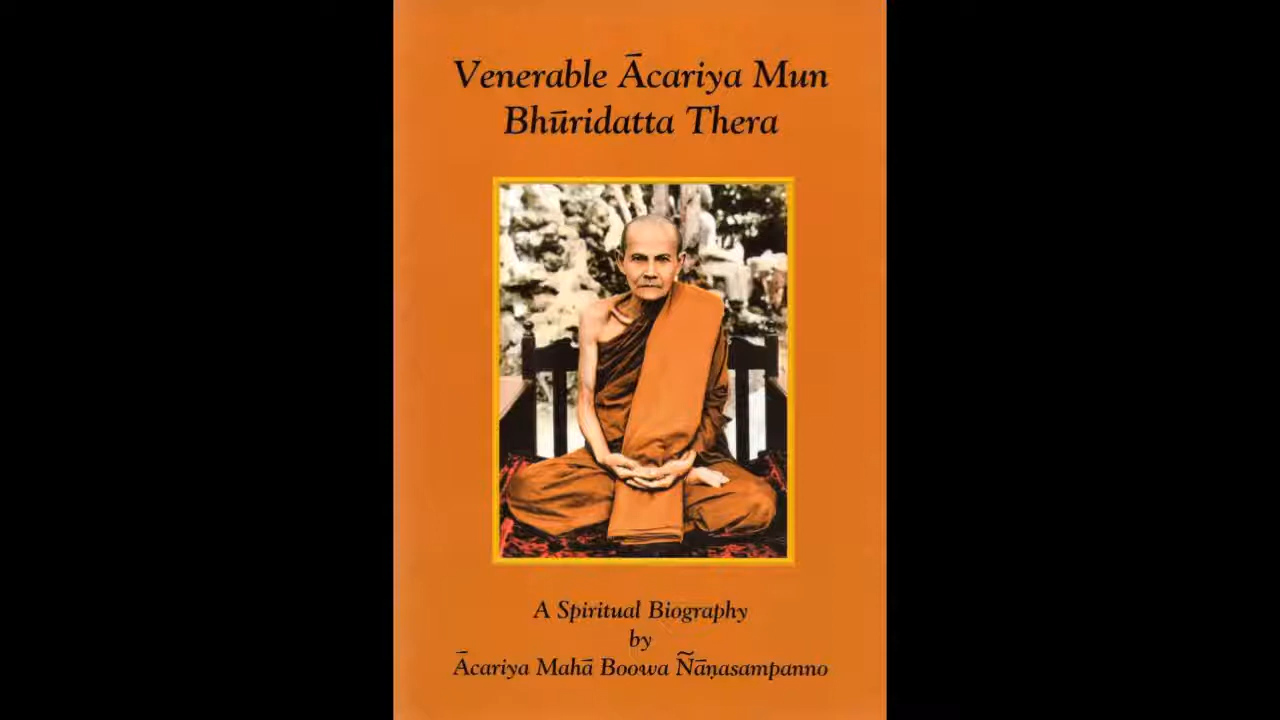 Venerable Ācariya Mun
Bhūridatta Thera
A Spiritual Biography
by
Ācariya Mahā Boowa Ñāṇasampanno